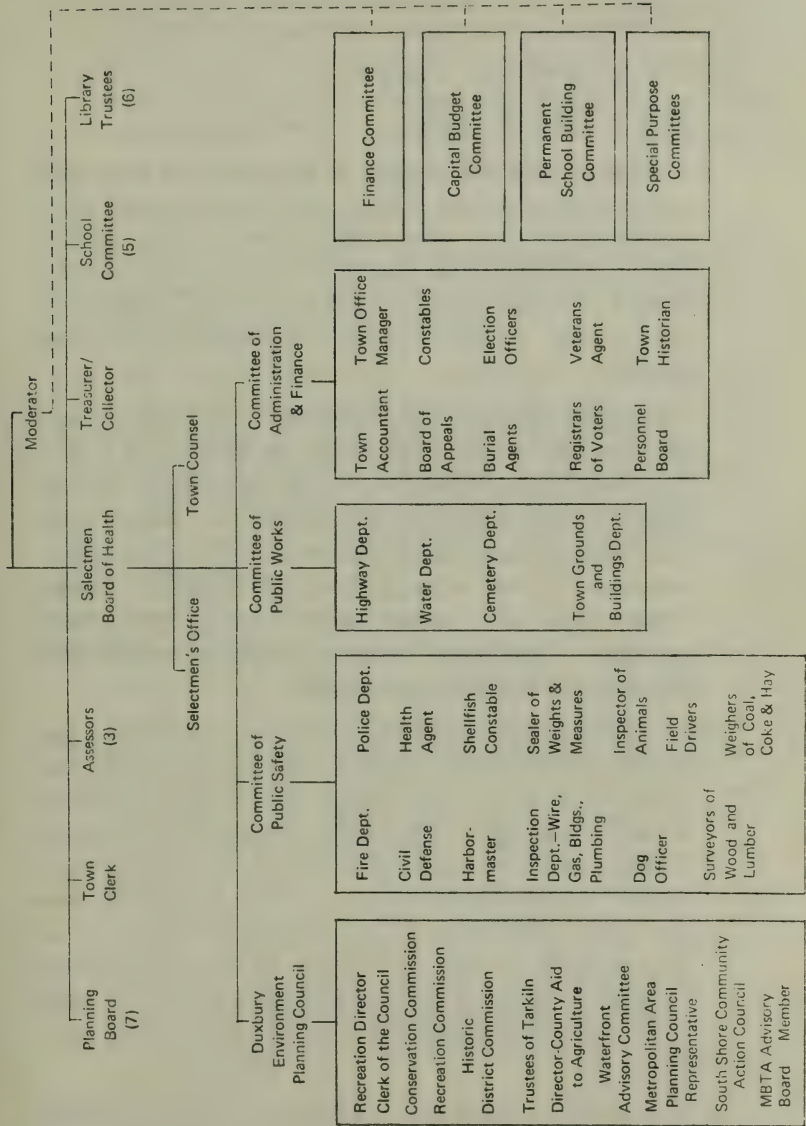 Moderator
Planning
Board
(7)
Town
Clerk
Assessors
(3)
Selectmen
Board of Health
Treasurer/
Collector
School
Committee
(5)
Library
Trustees
(6)
Selectmen's Office
Town Counsel
Duxbury
Environment
Planning Council
Committee of
Public Safety
Committee of
Public Works
Committee of
Administration
& Finance
Recreation Director
Clerk of the Council
Conservation Commission
Recreation Commission
Historic
District Commission
Trustees of Tarkiln
Director-County Aid
to Agriculture
Waterfront
Advisory Committee
Metropolitan Area
Planning Council
Representative
South Shore Community
Action Council
MBTA Advisory
Board Member
Fire Dept.
Civil
Defense
Harbor-
master
Inspection
Dept.—Wire,
Gas, Bldgs.,
Plumbing
Dog
Officer
Surveyors of
Wood and
Lumber
Police Dept.
Health
Agent
Shellfish
Constable
Sealer of
Weights &
Measures
Inspector of
Animals
Field
Drivers
Weighers
of Coal,
Coke & Hay
Highway Dept.
Water Dept.
Cemetery Dept.
Town Grounds
and
Buildings Dept.
Town
Accountant
Board of
Appeals
Burial
Agents
Registrars
of Voters
Personnel
Board
Town Office
Manager
Constables
Election
Officers
Veterans
Agent
Town
Historian
Finance Committee
Capital Budget
Committee
Permanent
School Building
Committee
Special Purpose
Committees